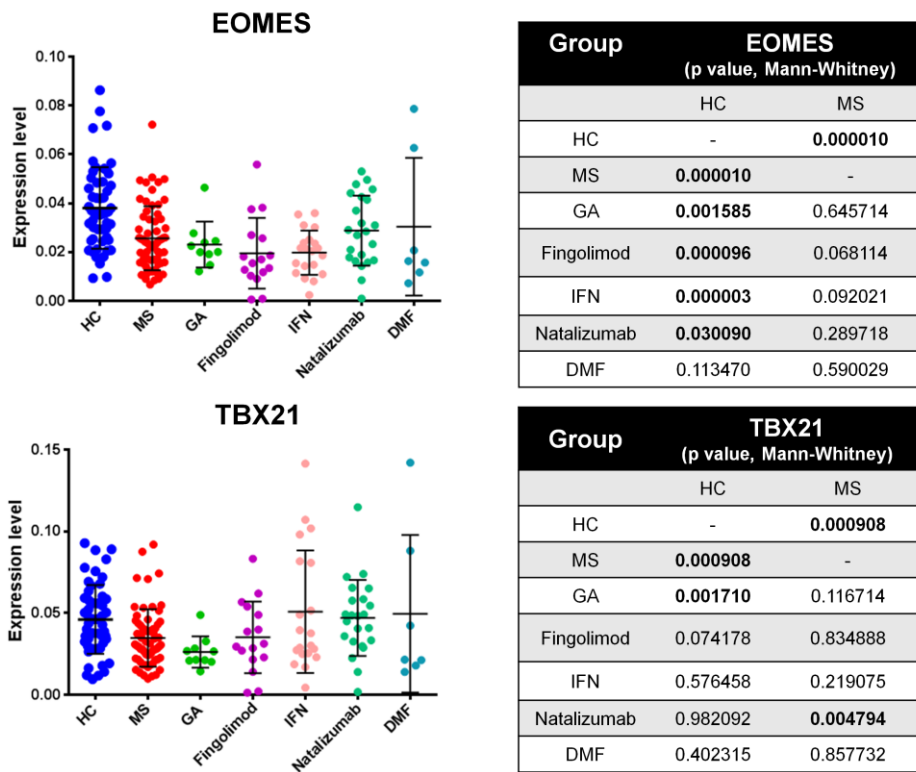 EOMES
Expression level
0.10
0.08
0.06
0.04
0.02
0.00
HC
MS
GA
Fingolimod
IFN
Natalizumab
DMF
Group EOMES
(p value, Mann-Whitney)
HC MS
HC - 0.000010
MS 0.000010 -
GA 0.001585 0.645714
Fingolimod 0.000096 0.068114
IFN 0.000003 0.092021
Natalizumab 0.030090 0.289718
DMF 0.113470 0.590029
TBX21
Expression level
0.15
0.10
0.05
0.00
HC
MS
GA
Fingolimod
IFN
Natalizumab
DMF
Group TBX21
(p value, Mann-Whitney)
HC MS
HC - 0.000908
MS 0.000908 -
GA 0.001710 0.116714
Fingolimod 0.074178 0.834888
IFN 0.576458 0.219075
Natalizumab 0.982092 0.004794
DMF 0.402315 0.857732